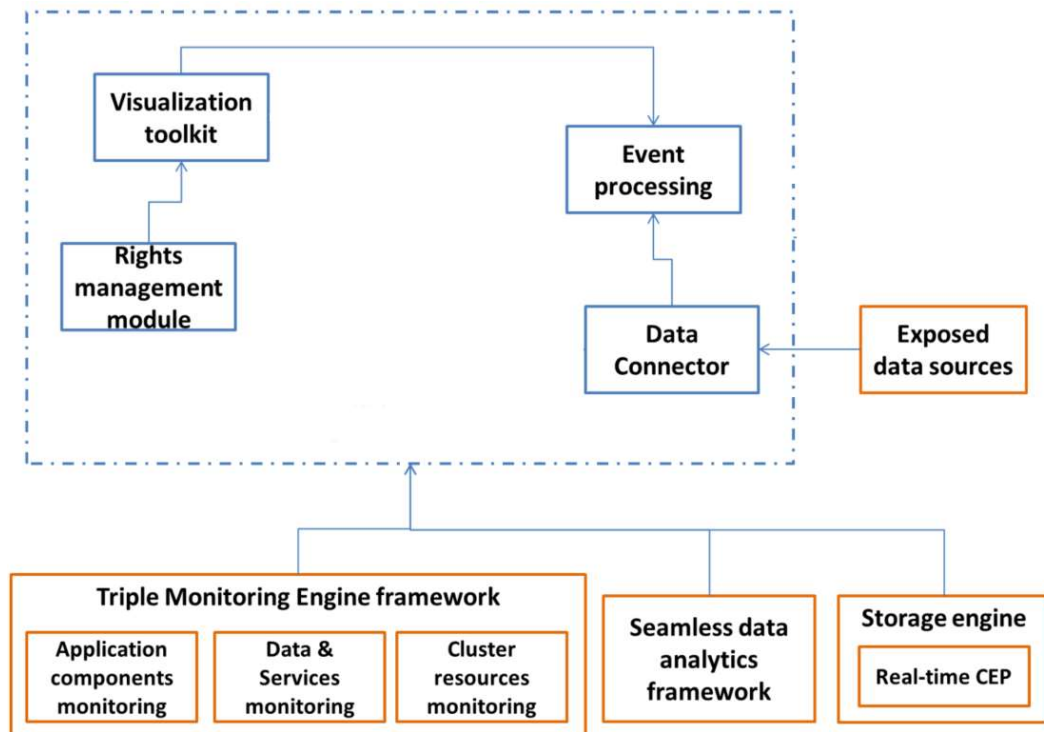 Visualization
toolkit
Event
processing
Rights
management
module
Data
Connector
Exposed
data sources
Triple Monitoring Engine framework
Application
components
monitoring
Data &
Services
monitoring
Cluster
resources
monitoring
Seamless data
analytics
framework
Storage engine
Real-time CEP